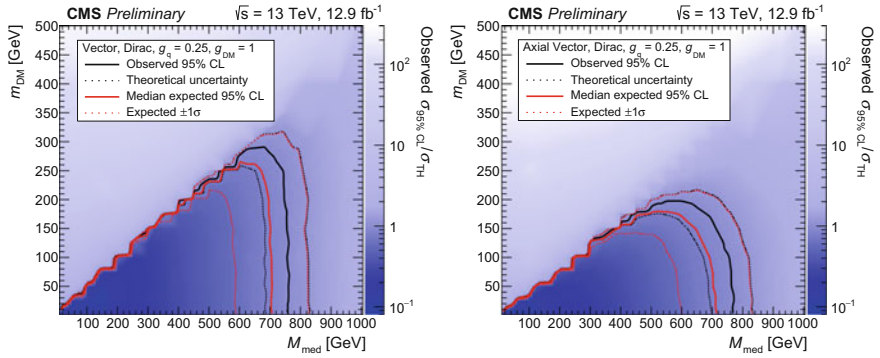 CMS Preliminary
√s = 13 TeV, 12.9 fb⁻¹
m_DM [GeV]
500
450
400
350
300
250
200
150
100
50
Vector, Dirac, g_q = 0.25, g_DM = 1
Observed 95% CL
Theoretical uncertainty
Median expected 95% CL
Expected ±1σ
100 200 300 400 500 600 700 800 900 1000
M_med [GeV]
10²
10
1
10⁻¹
Observed σ_95% CL/σ_TH
CMS Preliminary
√s = 13 TeV, 12.9 fb⁻¹
m_DM [GeV]
500
450
400
350
300
250
200
150
100
50
Axial Vector, Dirac, g_q = 0.25, g_DM = 1
Observed 95% CL
Theoretical uncertainty
Median expected 95% CL
Expected ±1σ
100 200 300 400 500 600 700 800 900 1000
M_med [GeV]
10²
10
1
10⁻¹
Observed σ_95% CL/σ_TH